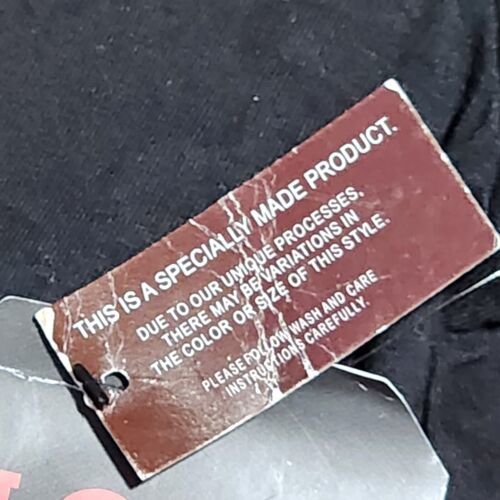 THIS IS A SPECIALLY MADE PRODUCT.
DUE TO OUR UNIQUE PROCESSES,
THERE MAY BE VARIATIONS IN
THE COLOR OR SIZE OF THIS STYLE.
PLEASE FOLLOW WASH AND CARE
INSTRUCTIONS CAREFULLY.